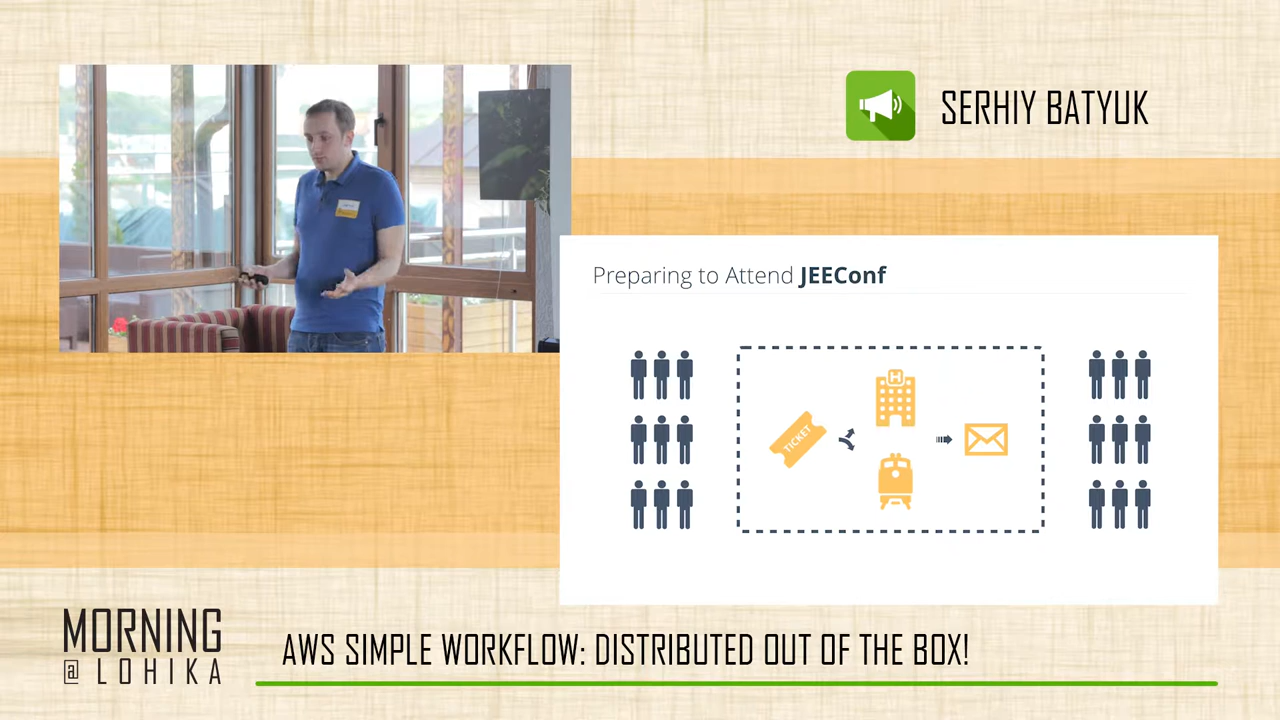 SERHIY BATYUK
Preparing to Attend JEEConf
H
TICKET
MORNING
@ LOHIKA
AWS SIMPLE WORKFLOW: DISTRIBUTED OUT OF THE BOX!